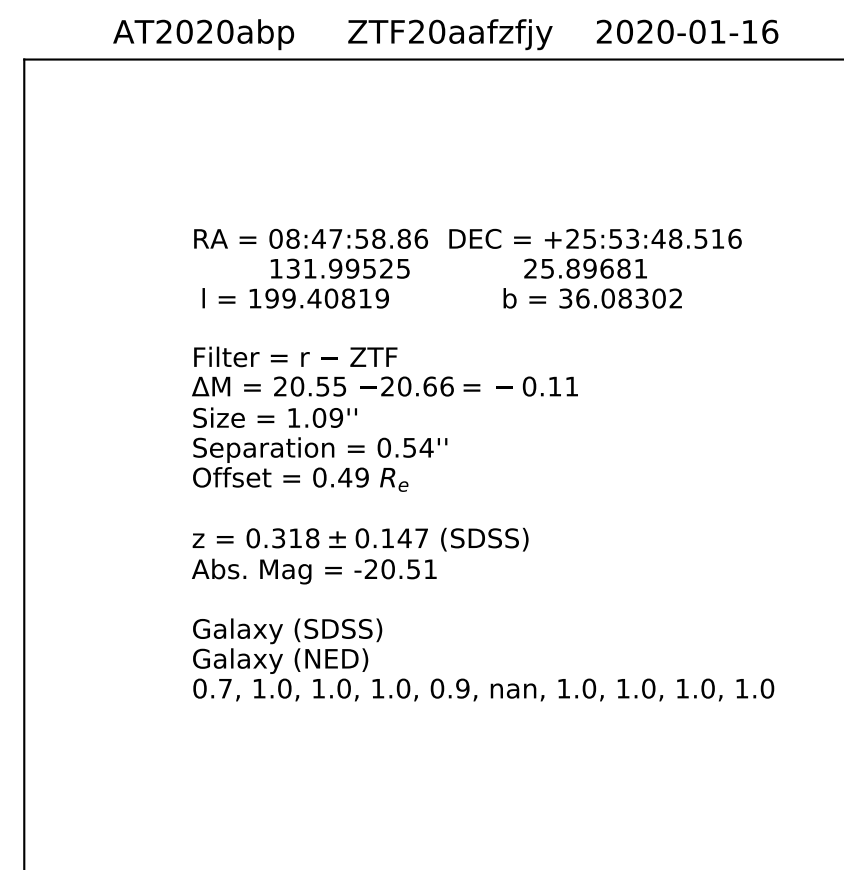 AT2020abp ZTF20aafzfjy 2020-01-16
RA = 08:47:58.86 DEC = +25:53:48.516
131.99525 25.89681
l = 199.40819 b = 36.08302
Filter = r − ZTF
ΔM = 20.55 −20.66 = − 0.11
Size = 1.09''
Separation = 0.54''
Offset = 0.49 Re
z = 0.318 ± 0.147 (SDSS)
Abs. Mag = -20.51
Galaxy (SDSS)
Galaxy (NED)
0.7, 1.0, 1.0, 1.0, 0.9, nan, 1.0, 1.0, 1.0, 1.0